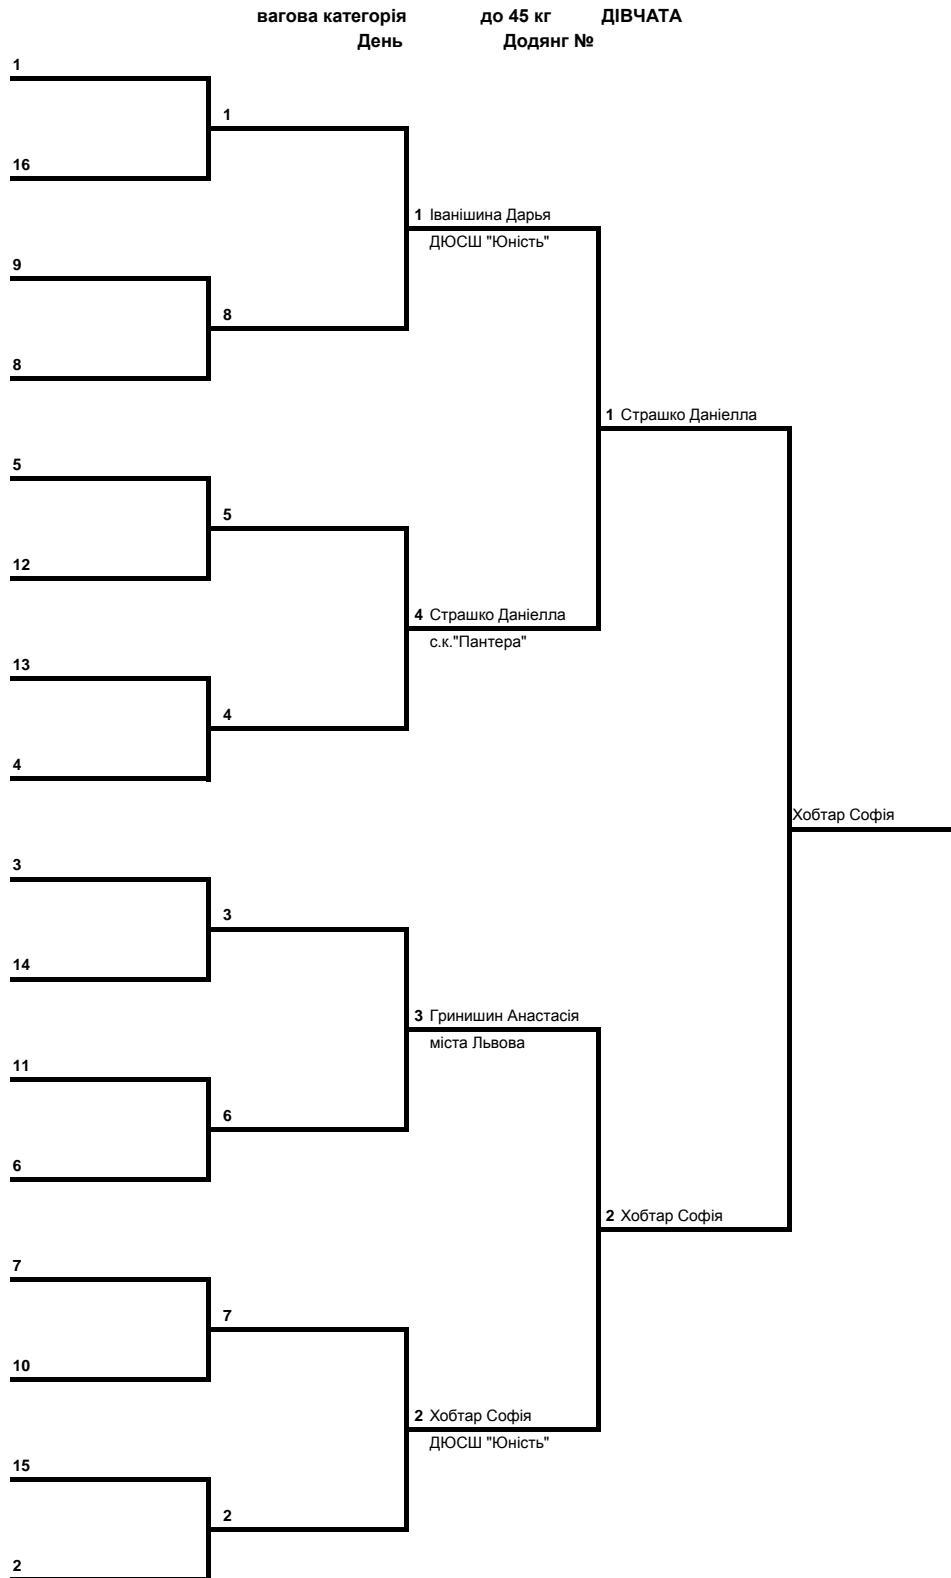 вагова категорія до 45 кг ДІВЧАТА
День Додянг №
1
1
16
1 Іванішина Дарья
ДЮСШ "Юність"
9
8
8
1 Страшко Даніелла
5
5
12
4 Страшко Даніелла
с.к."Пантера"
13
4
4
Хобтар Софія
3
3
14
3 Гринишин Анастасія
міста Львова
11
6
6
2 Хобтар Софія
7
7
10
2 Хобтар Софія
ДЮСШ "Юність"
15
2
2